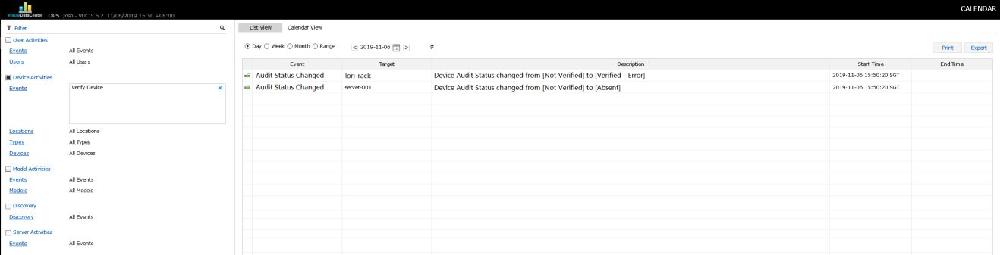 CALENDAR
VisualDataCenter OPS josh - VDC 5.6.2 11/06/2019 15:50 +08:00
Filter
User Activities
Events All Events
Users All Users
Device Activities
Events Verify Device
Locations All Locations
Types All Types
Devices All Devices
Model Activities
Events All Events
Models All Models
Discovery
Discovery All Events
Server Activities
Events All Events
List View Calendar View
Day Week Month Range < 2019-11-06 >
Print Export
Event Target Description Start Time End Time
Audit Status Changed lori-rack Device Audit Status changed from [Not Verified] to [Verified - Error] 2019-11-06 15:50:20 SGT
Audit Status Changed server-001 Device Audit Status changed from [Not Verified] to [Absent] 2019-11-06 15:50:20 SGT